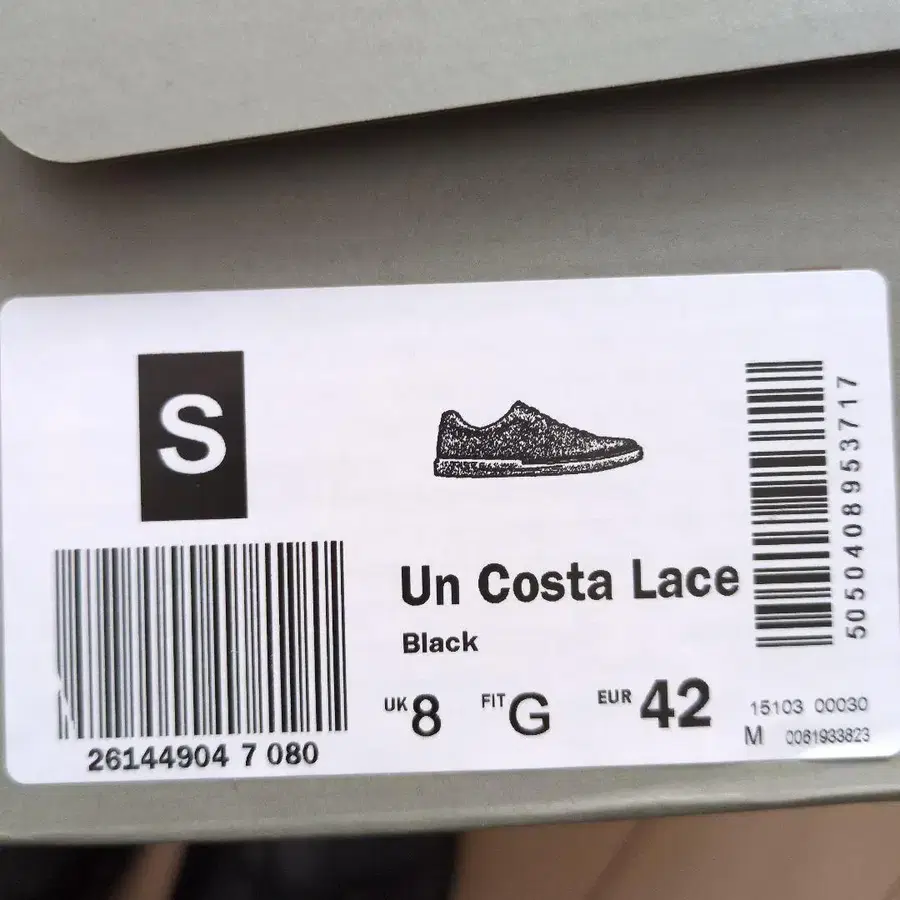 S
26144904 7 080
Un Costa Lace
Black
UK 8 FIT G EUR 42
5050408953717
15103 00030
M 0061933823